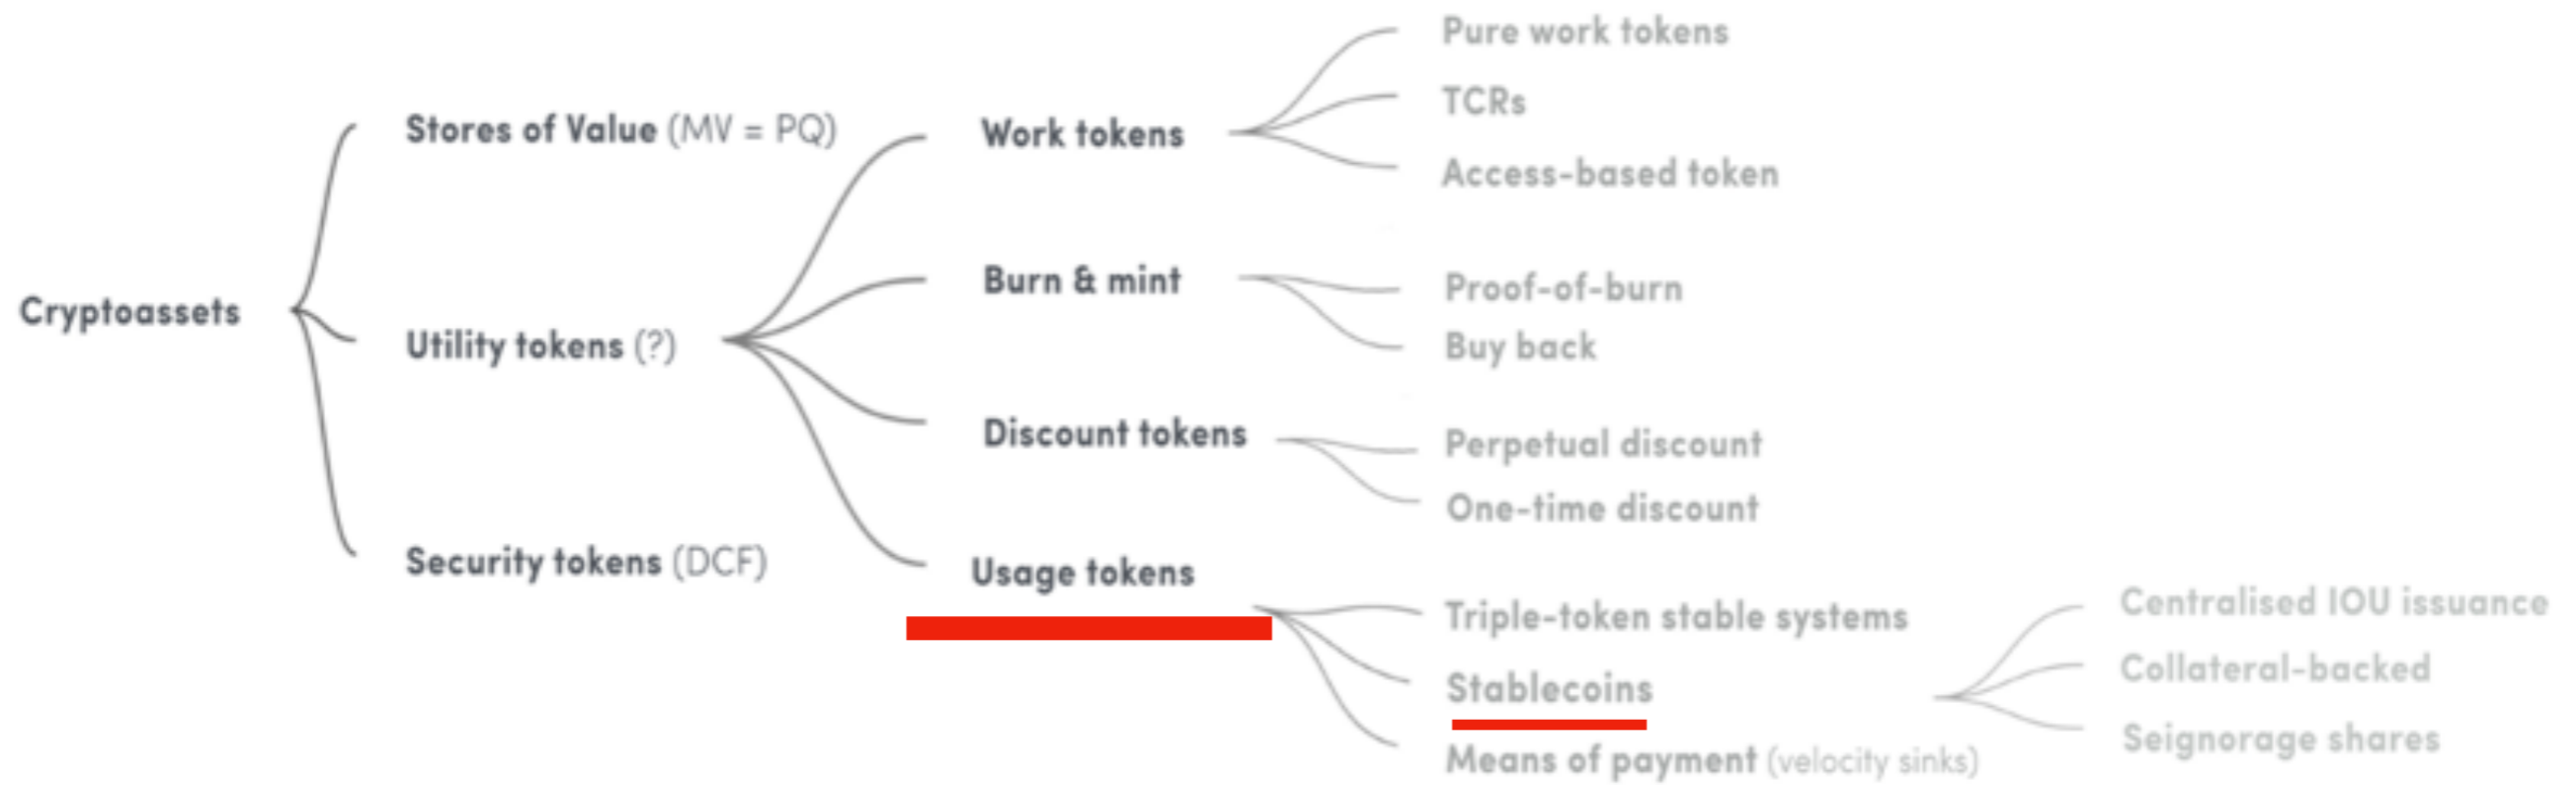 Cryptoassets
Stores of Value (MV = PQ)
Utility tokens (?)
Security tokens (DCF)
Work tokens
Burn & mint
Discount tokens
Usage tokens
Pure work tokens
TCRs
Access-based token
Proof-of-burn
Buy back
Perpetual discount
One-time discount
Triple-token stable systems
Stablecoins
Means of payment (velocity sinks)
Centralised IOU issuance
Collateral-backed
Seignorage shares